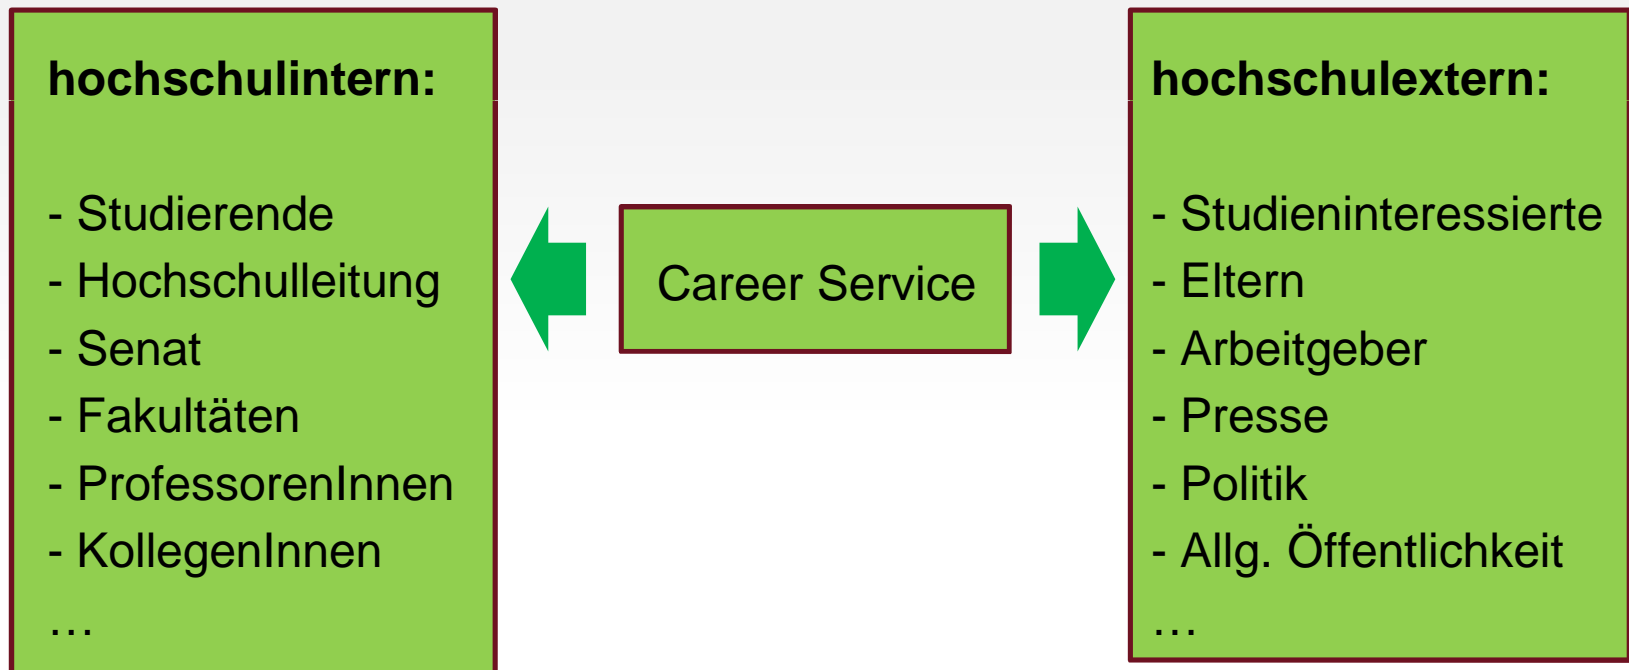 hochschulintern:
- Studierende
- Hochschulleitung
- Senat
- Fakultäten
- ProfessorenInnen
- KollegenInnen
…
Career Service
hochschulextern:
- Studieninteressierte
- Eltern
- Arbeitgeber
- Presse
- Politik
- Allg. Öffentlichkeit
…